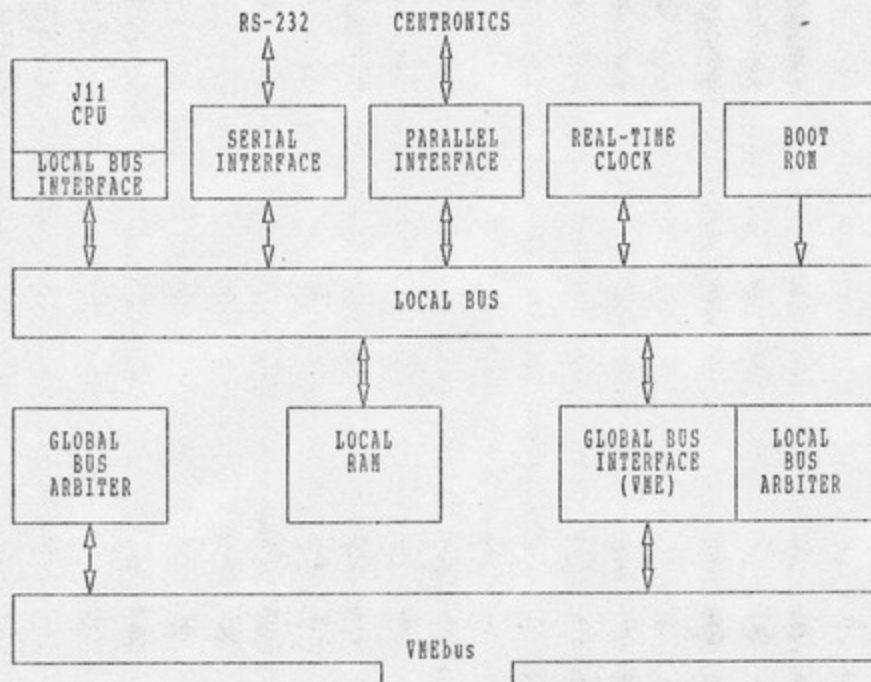 RS-232
CENTRONICS
J11
CPU
LOCAL BUS
INTERFACE
SERIAL
INTERFACE
PARALLEL
INTERFACE
REAL-TIME
CLOCK
BOOT
ROM
LOCAL BUS
GLOBAL
BUS
ARBITER
LOCAL
RAM
GLOBAL BUS
INTERFACE
(VME)
LOCAL
BUS
ARBITER
VMEbus